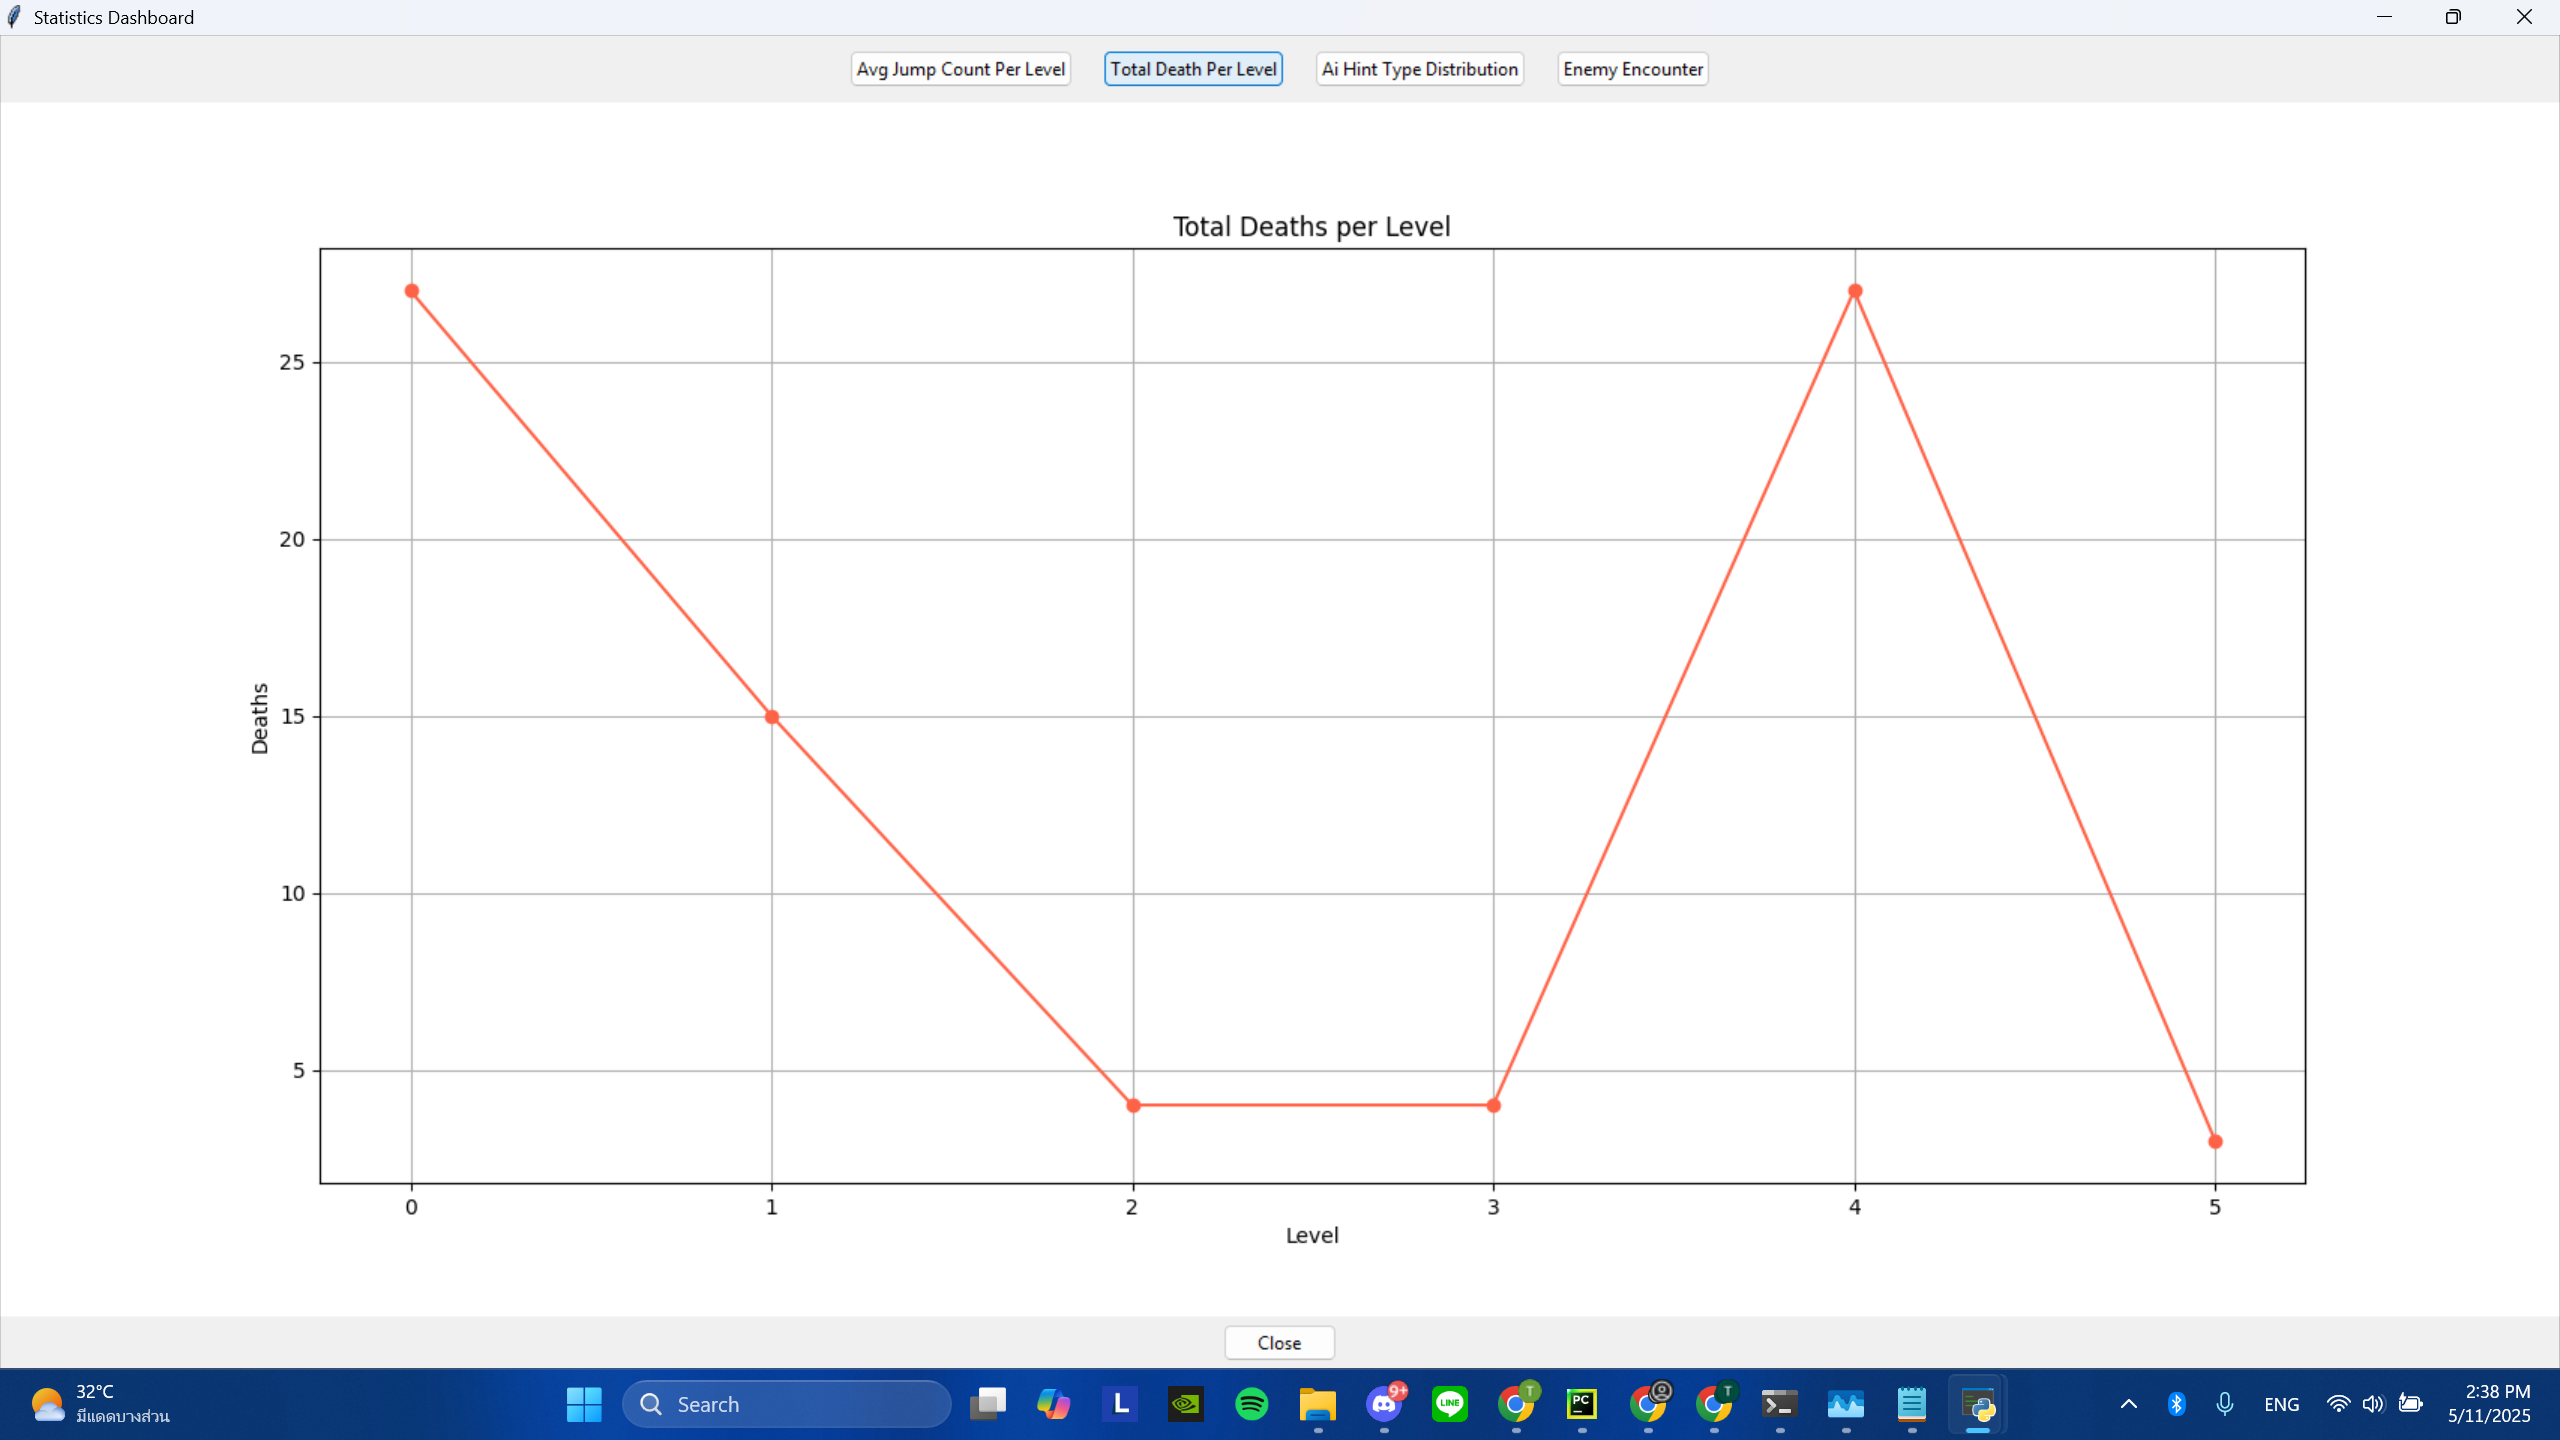 Statistics Dashboard
Avg Jump Count Per Level
Total Death Per Level
Ai Hint Type Distribution
Enemy Encounter
Total Deaths per Level
25
20
15
10
5
Deaths
0 1 2 3 4 5
Level
Close
32°C
มีแดดบางส่วน
Search
L
9+
LINE
T
PC
T
ENG
2:38 PM
5/11/2025